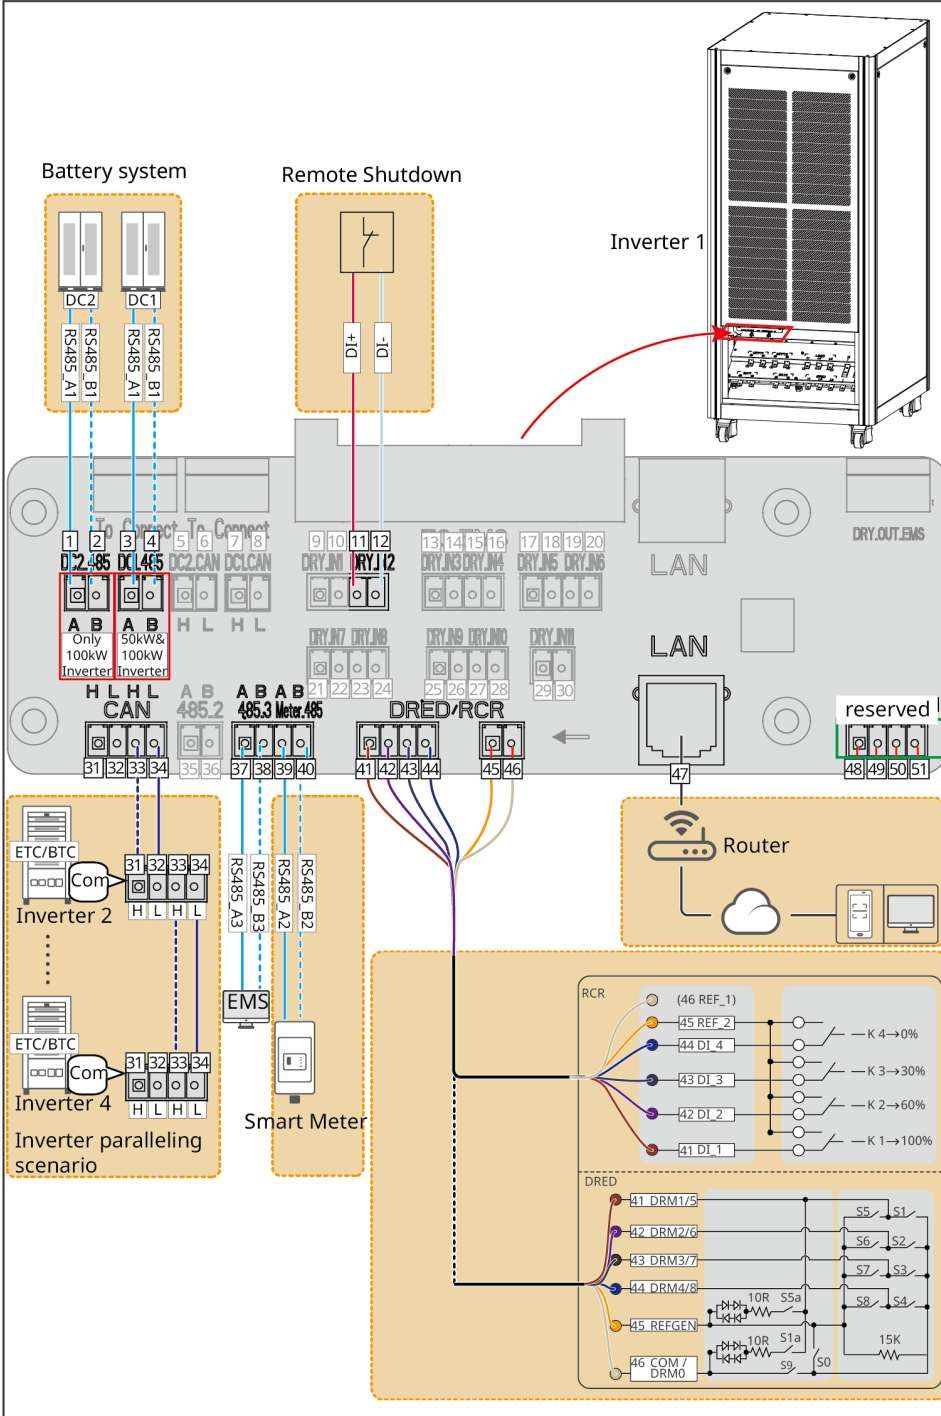 Battery system
Remote Shutdown
Inverter 1
DC2
DC1
RS485_A1
RS485_B1
RS485_A1
RS485_B1
DI+
DI-
To Connect To Connect
1 2 3 4 5 6 7 8 9 10 11 12 13 14 15 16 17 18 19 20
DC2.485 DC1.485 DC2.CAN DC1.CAN DRY.IN1 DRY.IN2 DRY.IN3 DRY.IN4 DRY.IN5 DRY.IN6
LAN
DRY.OUT.EMS
A B A B H L H L
Only
100kW
Inverter
50kW&
100kW
Inverter
DRY.IN7 DRY.IN8 DRY.IN9 DRY.IN10 DRY.IN11
21 22 23 24 25 26 27 28 29 30
LAN
H L H L
CAN
A B
485.2
A B A B
485.3 Meter.485
DRED/RCR
reserved
31 32 33 34 35 36 37 38 39 40 41 42 43 44 45 46 47 48 49 50 51
ETC/BTC
Com
31 32 33 34
H L H L
Inverter 2
ETC/BTC
Com
31 32 33 34
H L H L
Inverter 4
Inverter paralleling
scenario
RS485_A3
RS485_B3
RS485_A2
RS485_B2
EMS
Smart Meter
Router
RCR
(46 REF_1)
45 REF_2
44 DI_4
43 DI_3
42 DI_2
41 DI_1
K 4→0%
K 3→30%
K 2→60%
K 1→100%
DRED
41 DRM1/5
42 DRM2/6
43 DRM3/7
44 DRM4/8
45 REFGEN
46 COM /
DRM0
S5 S1
S6 S2
S7 S3
S8 S4
10R S5a
10R S1a
S9 S0
15K